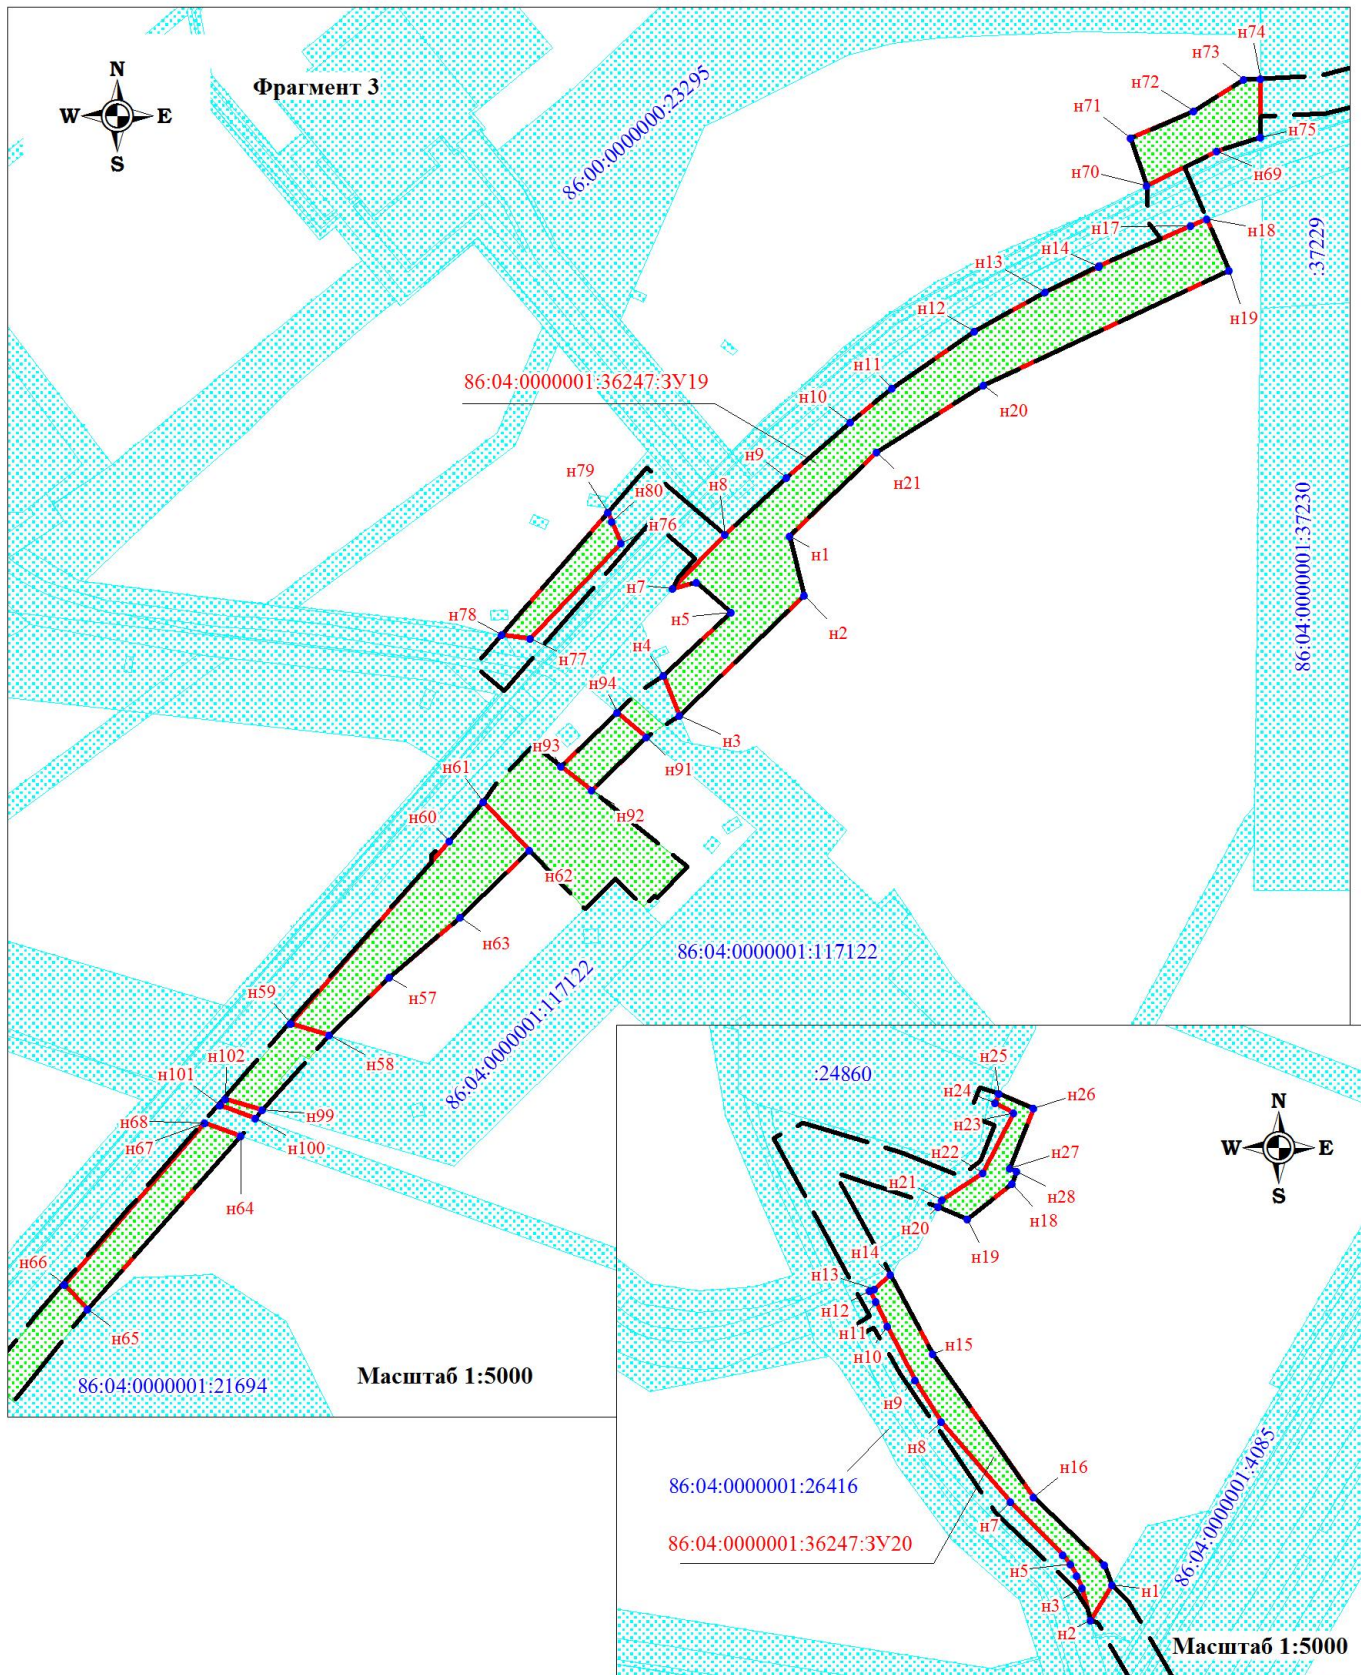 Фрагмент 3
N
W E
S
86:00:0000000:23295
н74
н73
н72
н71
н75
н70
н69
н17
н18
:37229
н14
н13
н19
н12
86:04:0000001:36247:ЗУ19
н11
н10
н20
н9
н21
86:04:0000001:37230
н79
н80
н8
н76
н1
н7
н78
н5
н2
н77
н4
н94
н3
н93
н91
н61
н60
н92
н62
н63
86:04:0000001:117122
н57
86:04:0000001:117122
н59
н58
н102
н101
н99
н68
н67
н100
н64
н66
н65
86:04:0000001:21694
Масштаб 1:5000
:24860
н25
н24
н26
н23
N
W E
S
н22
н27
н21
н28
н20
н18
н19
н14
н13
н12
н11
н10
н15
н9
н8
86:04:0000001:26416
н16
н7
86:04:0000001:36247:ЗУ20
86:04:0000001:4085
н5
н1
н3
н2
Масштаб 1:5000